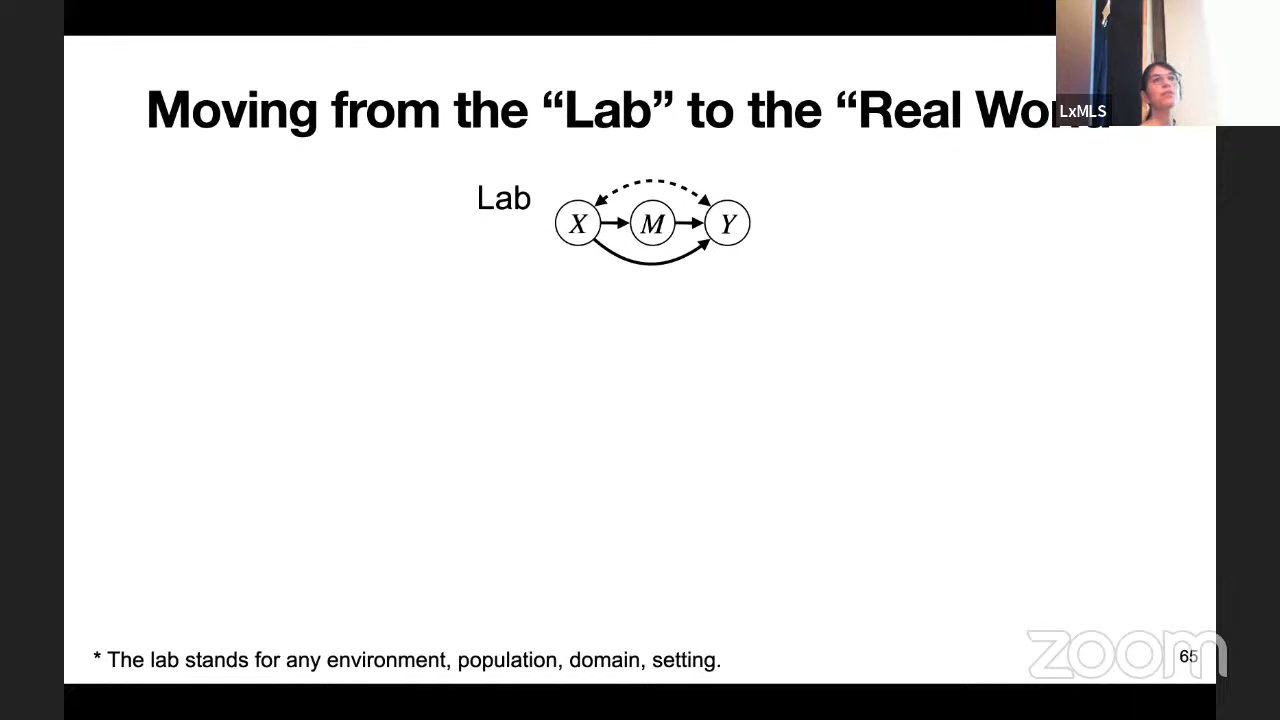 Moving from the “Lab” to the “Real
LxMLS
Lab
X M Y
* The lab stands for any environment, population, domain, setting.
zoom
65